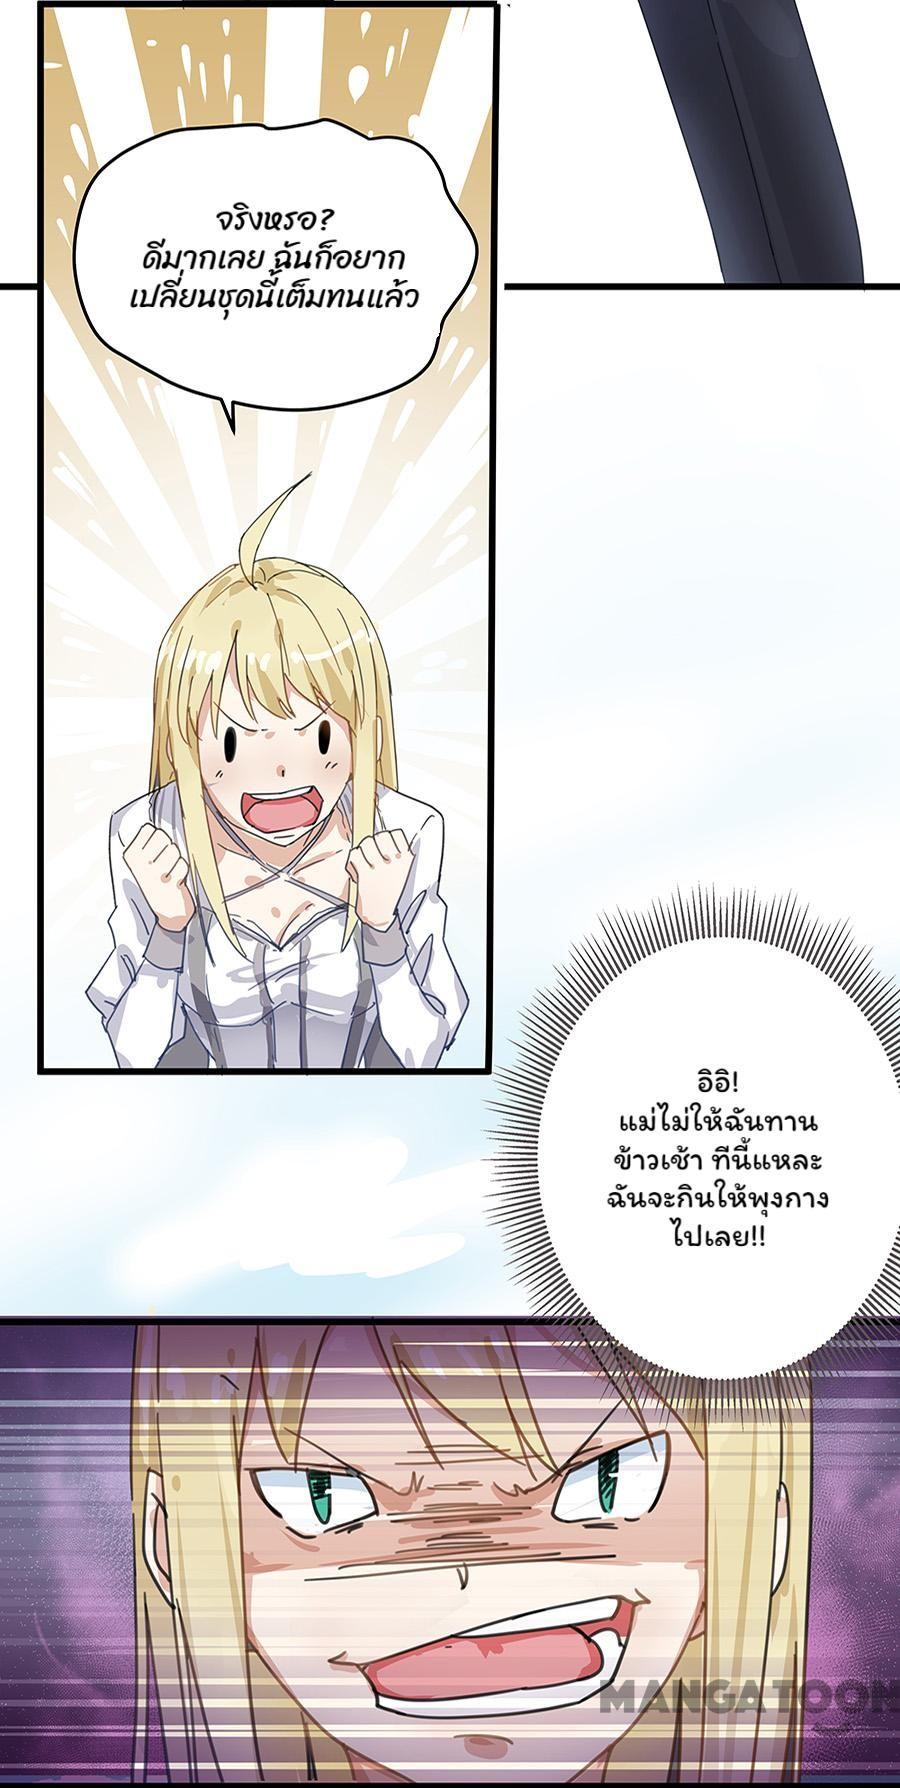 จริงหรอ?
ดีมากเลย ฉันก็อยาก
เปลี่ยนชุดนี้เต็มทนแล้ว
อิอิ!
แม่ไม่ให้ฉันทาน
ข้าวเช้า ทีนี้แหละ
ฉันจะกินให้พุงกาง
ไปเลย!!
MANGATOON